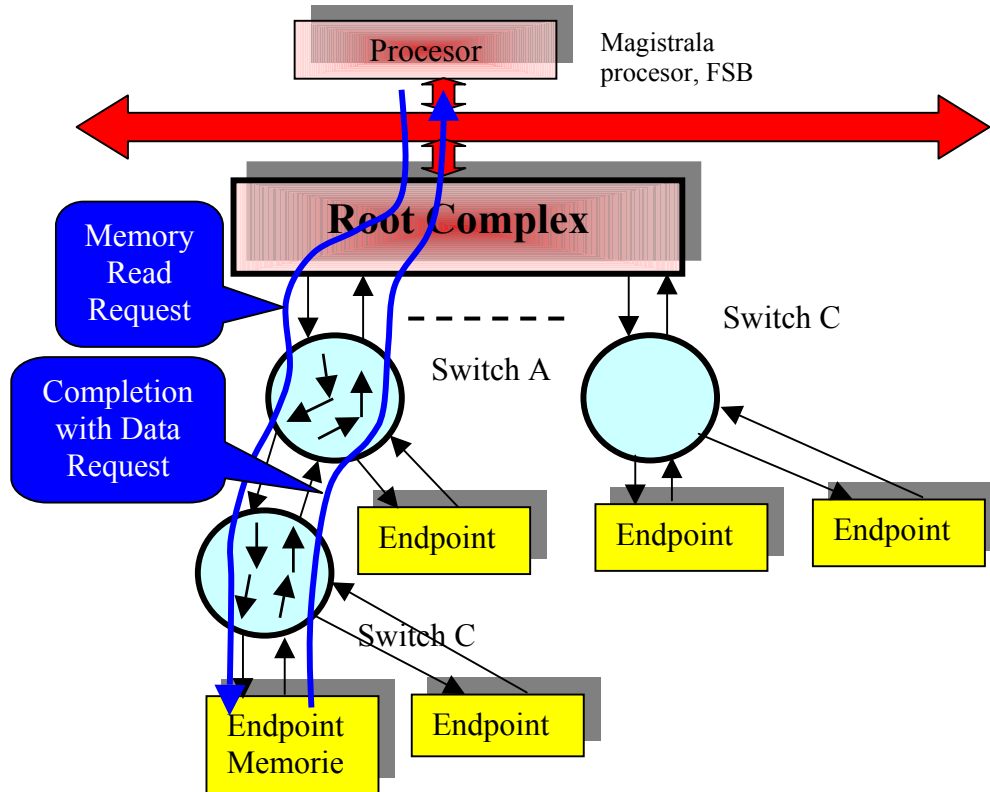 Procesor
Magistrala
procesor, FSB
Root Complex
Memory
Read
Request
Switch C
Switch A
Completion
with Data
Request
Endpoint
Endpoint
Endpoint
Switch C
Endpoint
Memorie
Endpoint